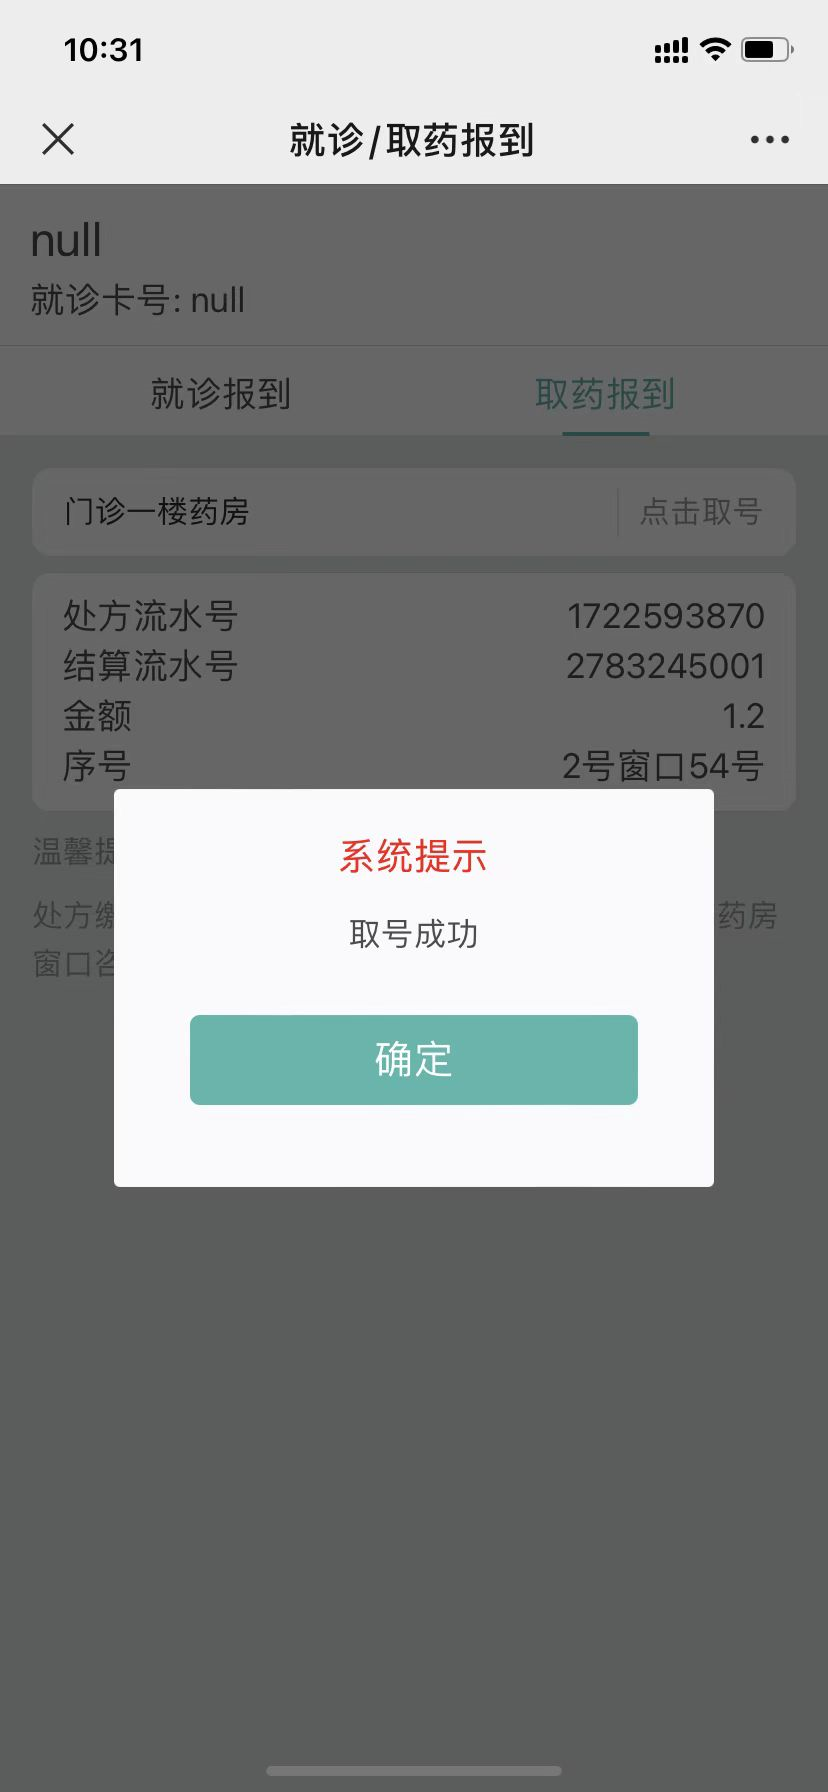 10:31
就诊/取药报到
null
就诊卡号: null
就诊报到 取药报到
门诊一楼药房 点击取号
处方流水号 1722593870
结算流水号 2783245001
金额 1.2
序号 2号窗口54号
温馨提
处方缴 药房
窗口咨
系统提示
取号成功
确定